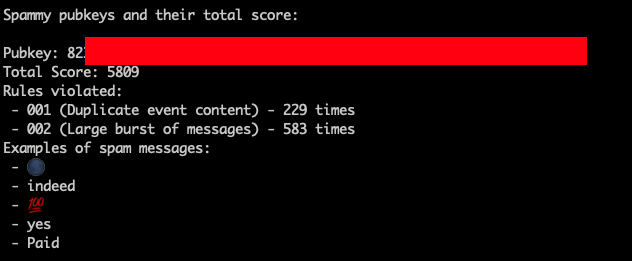 Spammy pubkeys and their total score:
Pubkey: 82
Total Score: 5809
Rules violated:
- 001 (Duplicate event content) - 229 times
- 002 (Large burst of messages) - 583 times
Examples of spam messages:
- 🌑
- indeed
- 💯
- yes
- Paid